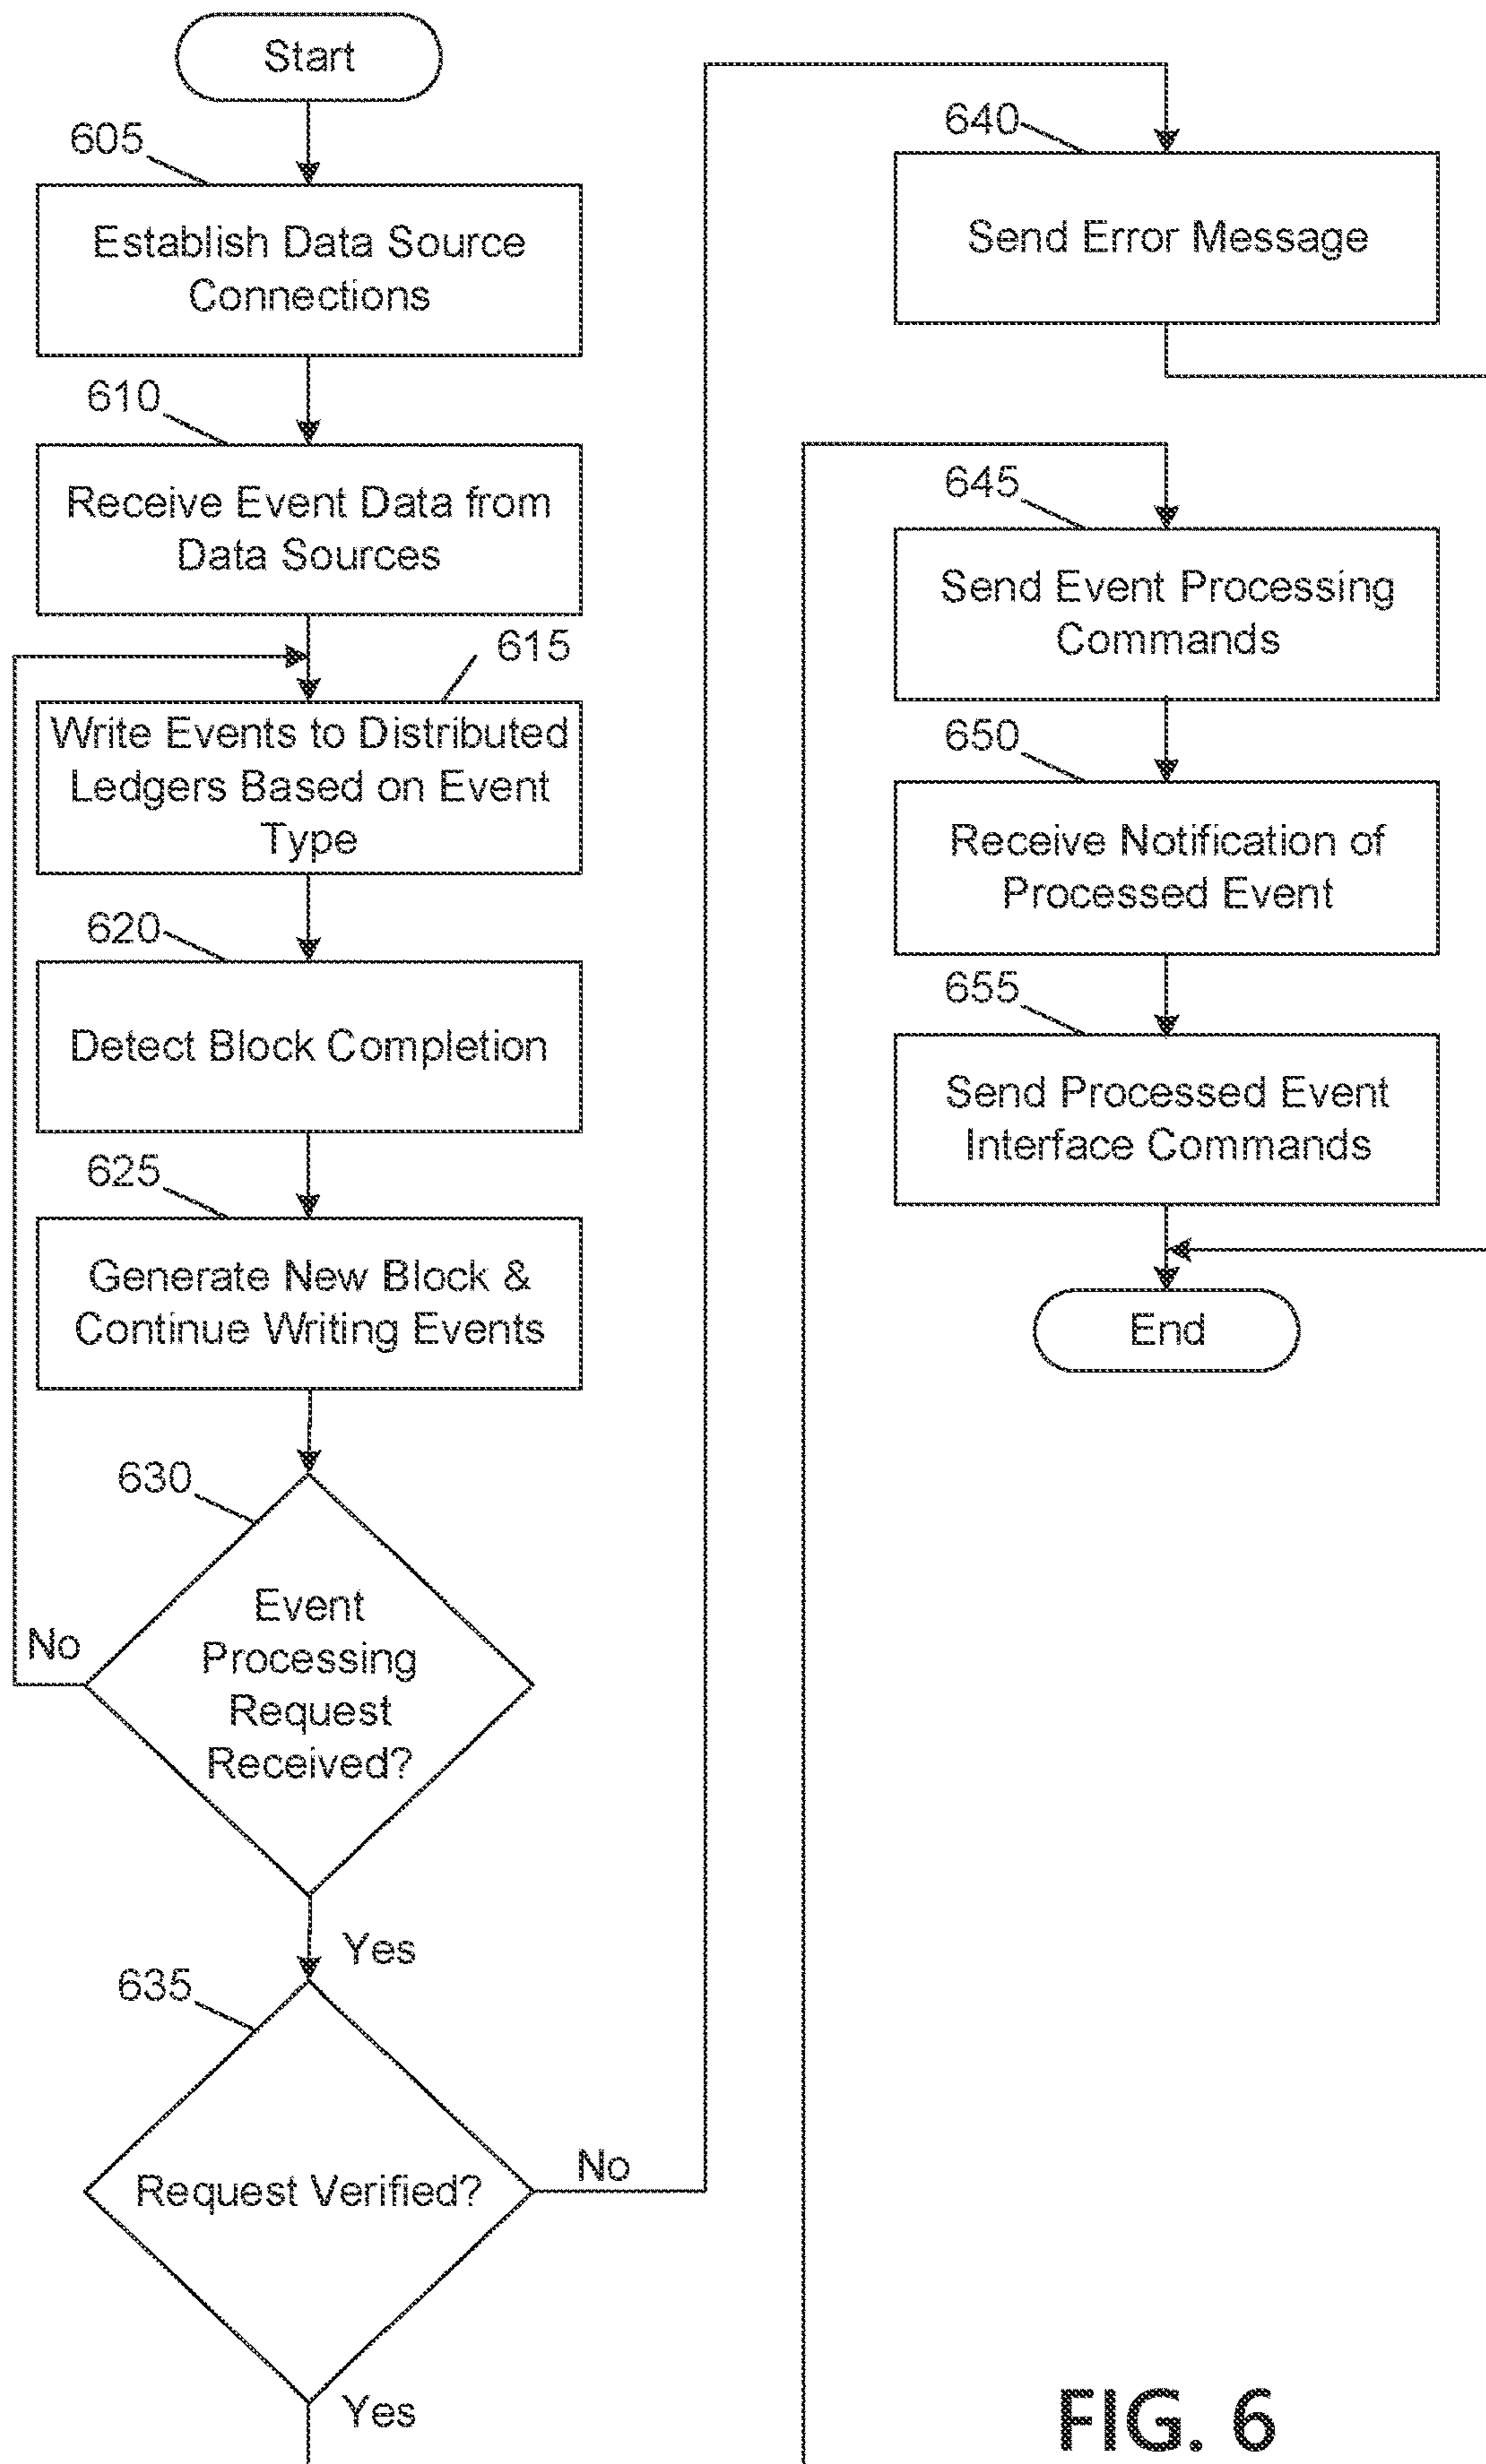 Start
605
Establish Data Source
Connections
610
Receive Event Data from
Data Sources
615
Write Events to Distributed
Ledgers Based on Event
Type
620
Detect Block Completion
625
Generate New Block &
Continue Writing Events
630
Event
Processing
Request
Received?
No
Yes
635
Request Verified?
No
Yes
640
Send Error Message
645
Send Event Processing
Commands
650
Receive Notification of
Processed Event
655
Send Processed Event
Interface Commands
End
FIG. 6